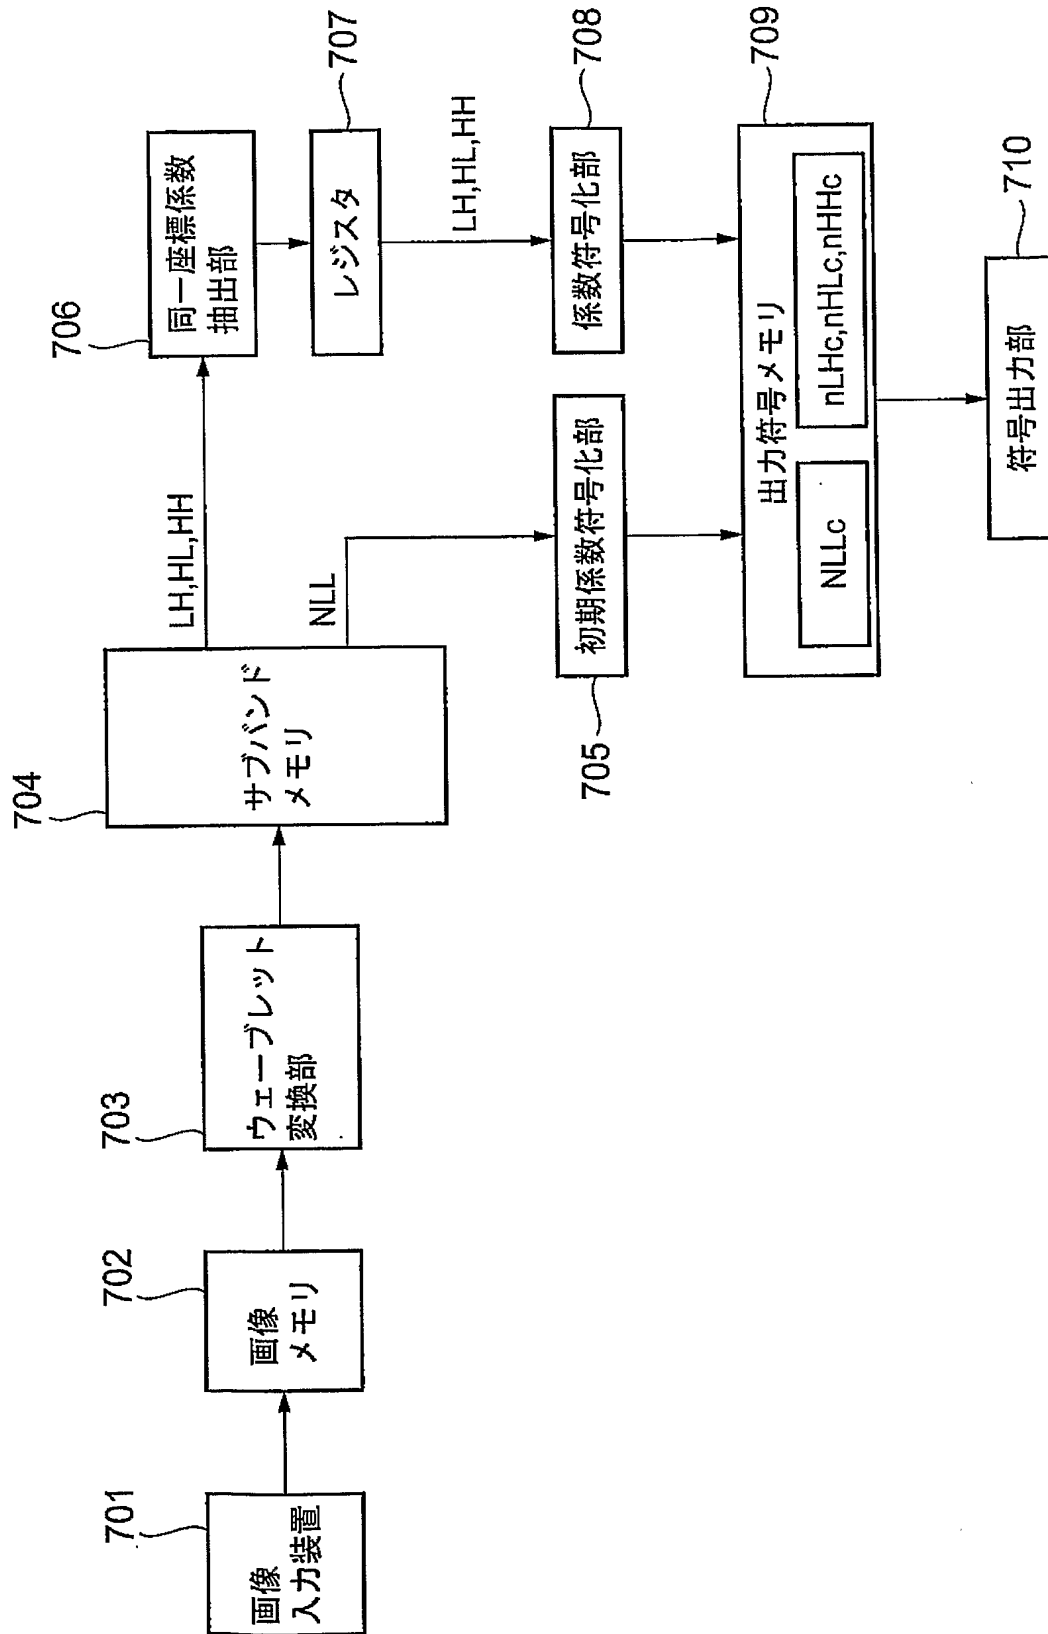 701
画像
入力装置
702
画像
メモリ
703
ウェーブレット
変換部
704
サブバンド
メモリ
LH,HL,HH
NLL
706
同一座標係数
抽出部
707
レジスタ
LH,HL,HH
705
初期係数符号化部
708
係数符号化部
709
出力符号メモリ
NLLc
nLHc,nHLc,nHHc
710
符号出力部